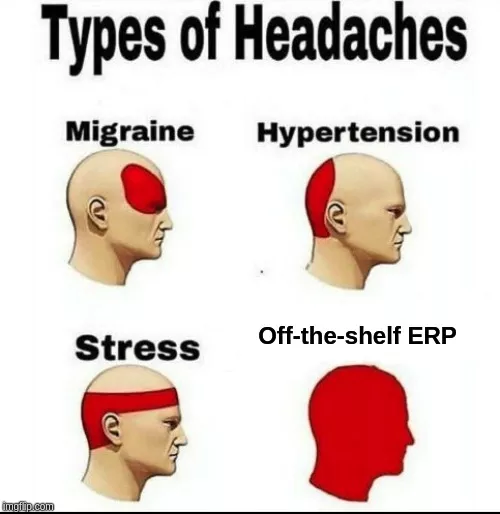 Types of Headaches
Migraine
Hypertension
Stress
Off-the-shelf ERP
imgflip.com